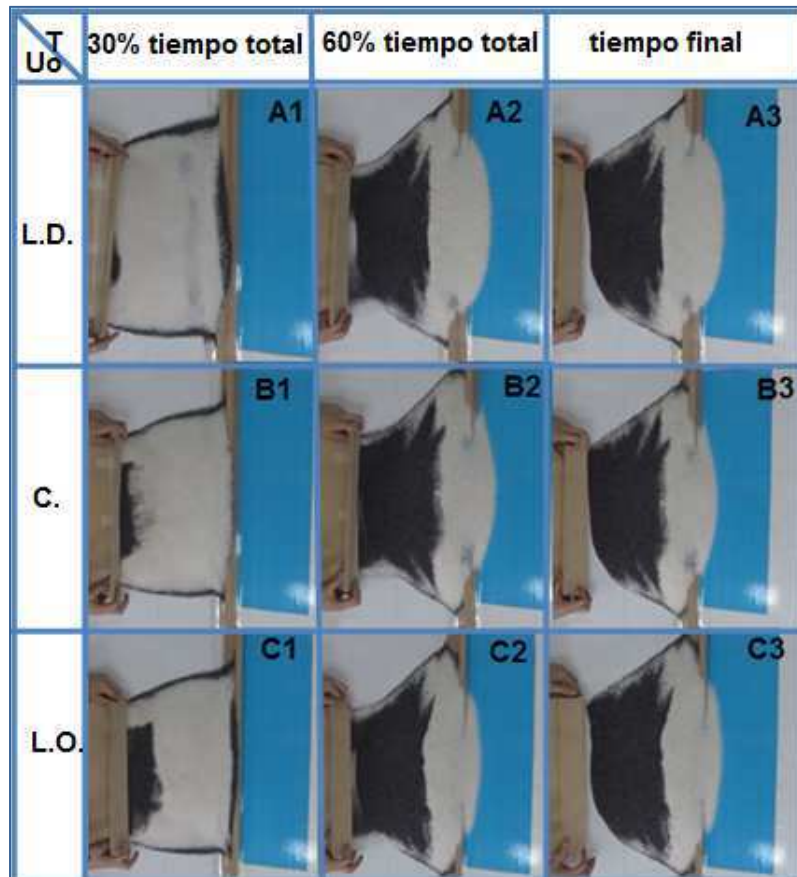 T
Uo
30% tiempo total
60% tiempo total
tiempo final
L.D.
A1
A2
A3
C.
B1
B2
B3
L.O.
C1
C2
C3